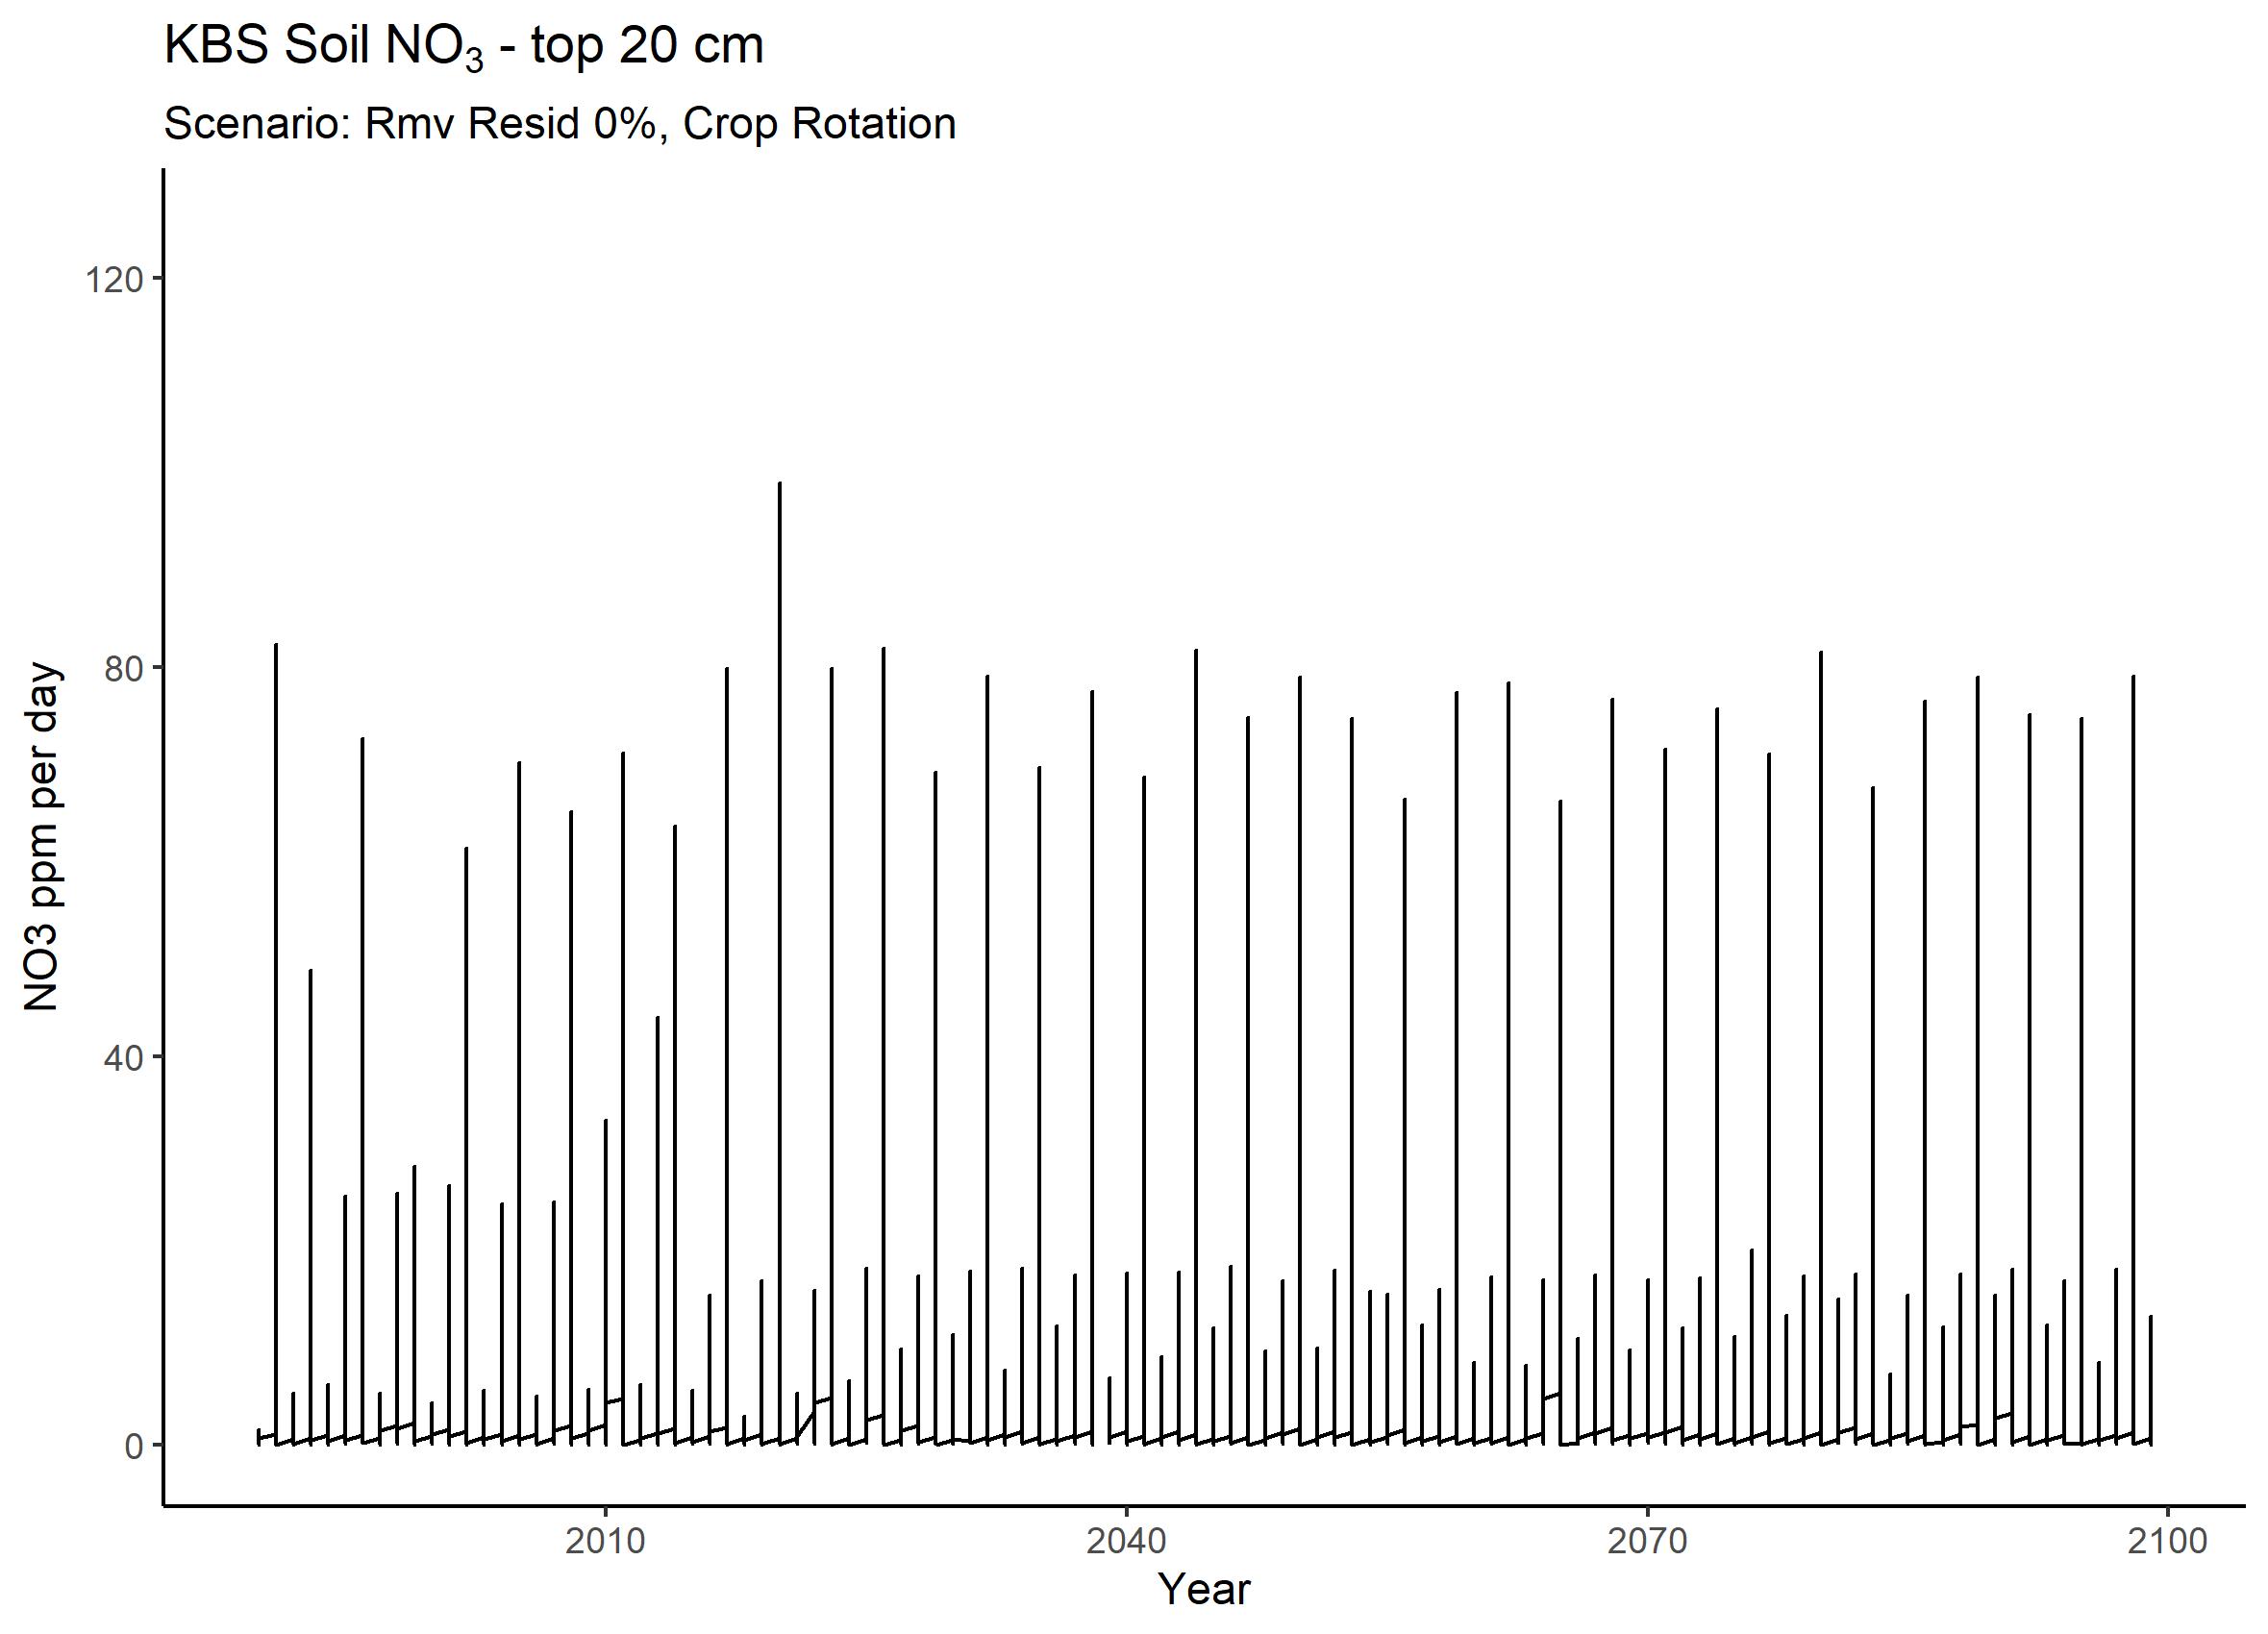 KBS Soil NO₃ - top 20 cm
Scenario: Rmv Resid 0%, Crop Rotation
NO3 ppm per day
120
80
40
0
2010 2040 2070 2100
Year